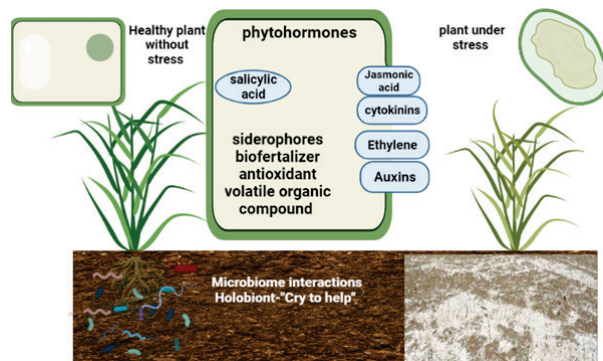 Healthy plant
without
stress
phytohormones
plant under
stress
salicylic
acid
Jasmonic
acid
cytokinins
Ethylene
Auxins
siderophores
biofertalizer
antioxidant
volatile organic
compound
Microbiome interactions
Holobiont-"Cry to help"